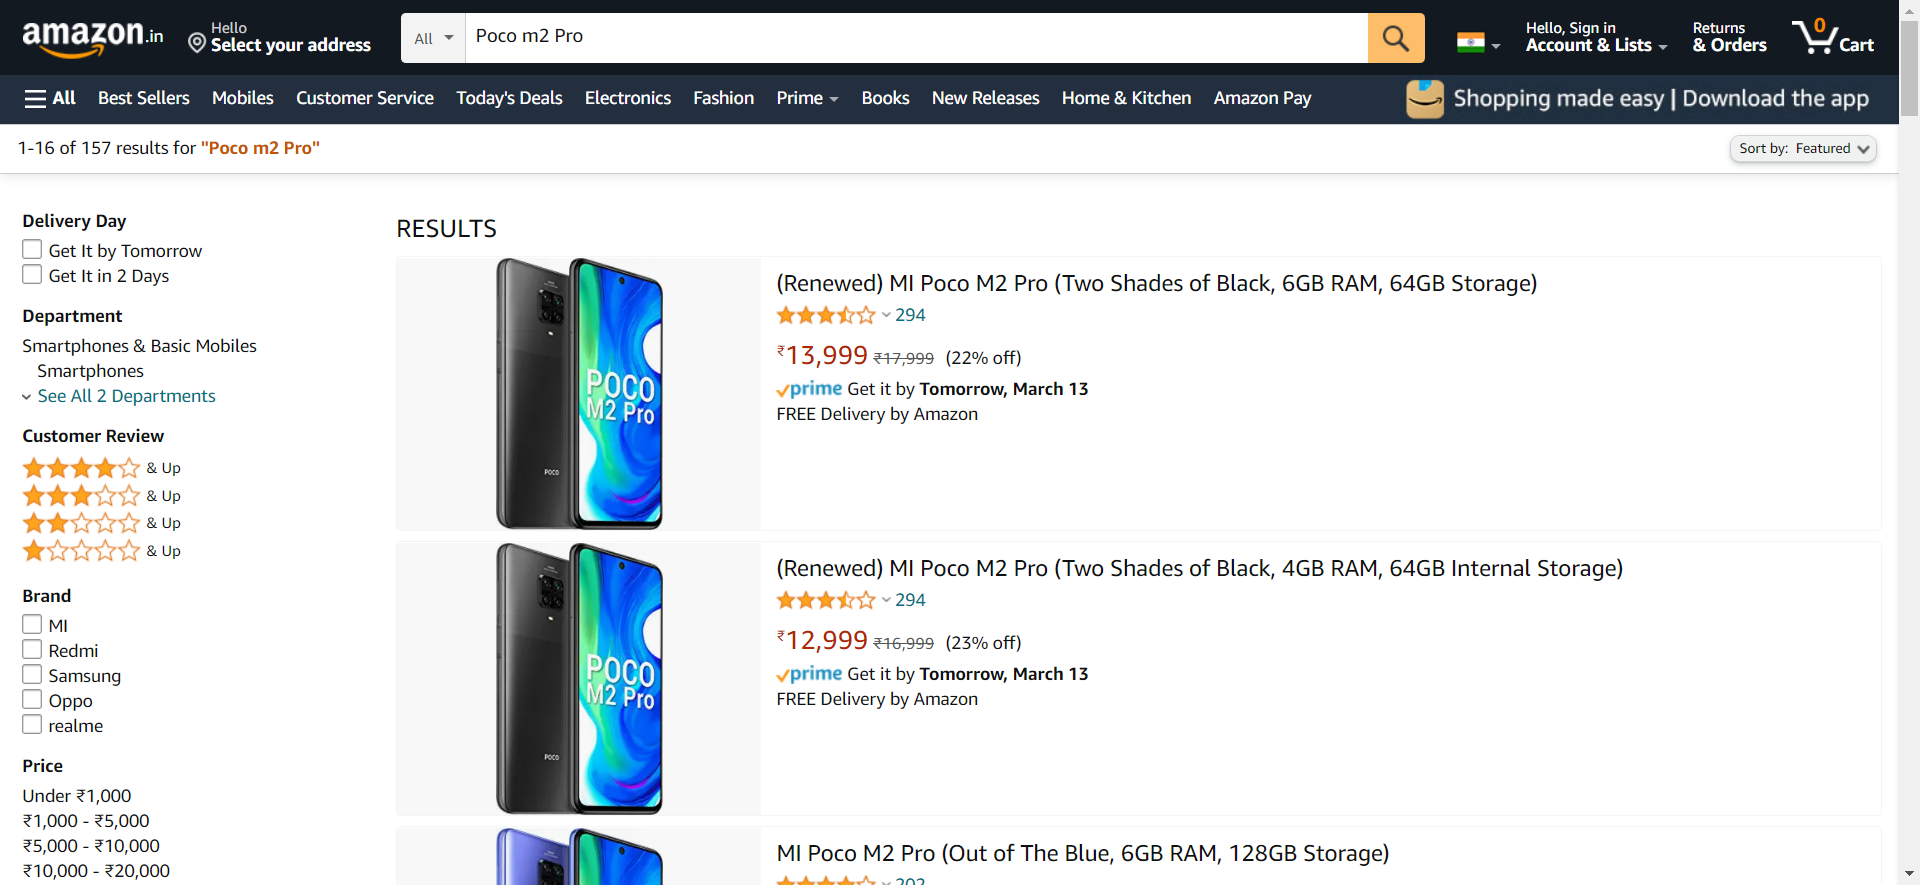 amazon.in
Hello
Select your address
All
Poco m2 Pro
Hello, Sign in
Account & Lists
Returns
& Orders
0
Cart
All
Best Sellers
Mobiles
Customer Service
Today's Deals
Electronics
Fashion
Prime
Books
New Releases
Home & Kitchen
Amazon Pay
Shopping made easy | Download the app
1-16 of 157 results for "Poco m2 Pro"
Sort by: Featured
Delivery Day
Get It by Tomorrow
Get It in 2 Days
Department
Smartphones & Basic Mobiles
Smartphones
See All 2 Departments
Customer Review
& Up
& Up
& Up
& Up
Brand
MI
Redmi
Samsung
Oppo
realme
Price
Under ₹1,000
₹1,000 - ₹5,000
₹5,000 - ₹10,000
₹10,000 - ₹20,000
RESULTS
POCO
M2 Pro
POCO
(Renewed) MI Poco M2 Pro (Two Shades of Black, 6GB RAM, 64GB Storage)
294
₹13,999 ₹17,999 (22% off)
prime Get it by Tomorrow, March 13
FREE Delivery by Amazon
POCO
M2 Pro
POCO
(Renewed) MI Poco M2 Pro (Two Shades of Black, 4GB RAM, 64GB Internal Storage)
294
₹12,999 ₹16,999 (23% off)
prime Get it by Tomorrow, March 13
FREE Delivery by Amazon
MI Poco M2 Pro (Out of The Blue, 6GB RAM, 128GB Storage)
202